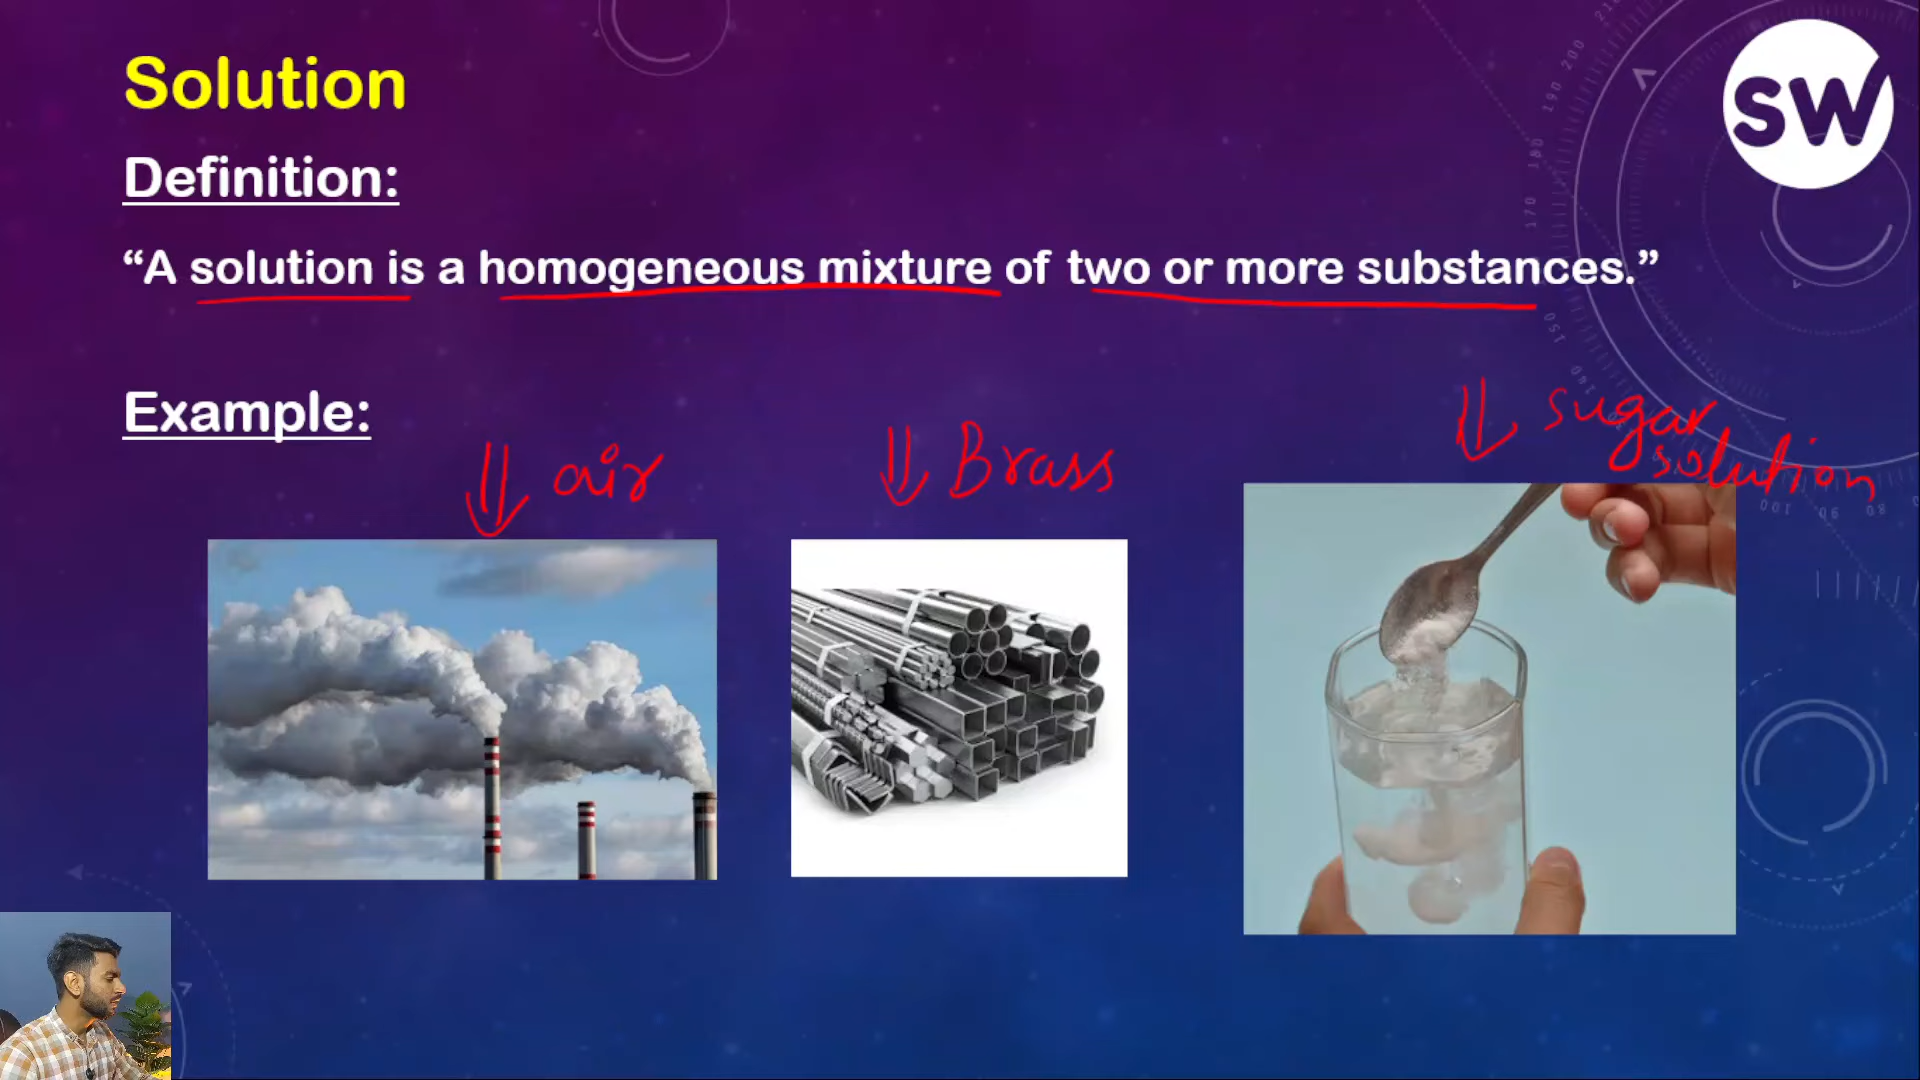 Solution
SW
Definition:
“A solution is a homogeneous mixture of two or more substances.”
Example:
air
Brass
sugar
solution